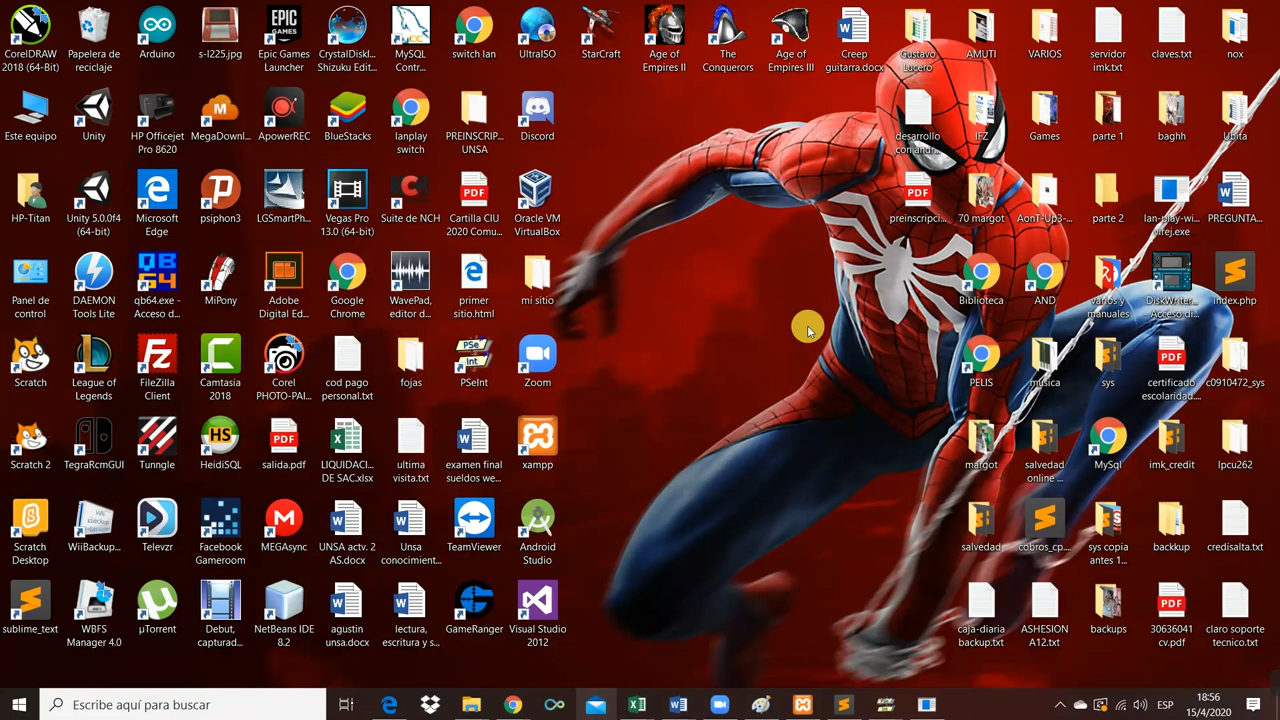 CorelDRAW
2018 (64-Bit)
Papelera de
reciclaje
Arduino
s-l225.jpg
Epic Games
Launcher
CrystalDiskI...
Shizuku Edit...
MySQL
Contr...
switch lan
UltraISO
StarCraft
Age of
Empires II
The
Conquerors
Age of
Empires III
Creep
guitarra.docx
Gustavo
Lucero
AMUTI
VARIOS
servidor
imk.txt
claves.txt
nox
Este equipo
Unity
HP Officejet
Pro 8620
MegaDownl...
ApowerREC
BlueStacks
lanplay
switch
PREINSCRIP...
UNSA
Discord
desarrollo
con andr...
IFZ
Games
parte 1
baghh
Ubita
HP-Titan
Unity 5.0.0f4
(64-bit)
Microsoft
Edge
psiphon3
LGSmartPh...
Vegas Pro
13.0 (64-bit)
Suite de NCH
Cartilla CIU
2020 Comu...
Oracle VM
VirtualBox
preinscripci...
70 margot
AonT-Up3-...
parte 2
lan-play-wi...
virej.exe
PREGUNTA...
Panel de
control
DAEMON
Tools Lite
qb64.exe -
Acceso d...
MiPony
Adobe
Digital Ed...
Google
Chrome
WavePad,
editor d...
primer
sitio.html
mi sitio
Biblioteca
AND
varios y
manuales
DiskWriter...
- Acceso di...
index.php
Scratch
League of
Legends
FileZilla
Client
Camtasia
2018
Corel
PHOTO-PAI...
cod pago
personal.txt
fojas
PSeInt
Zoom
PELIS
musica
sys
certificado
escolaridad....
c0910472_sys
Scratch 2
TegraRcmGUI
Tunngle
HeidiSQL
salida.pdf
LIQUIDACI...
DE SAC.xlsx
ultima
visita.txt
examen final
sueldos we...
xampp
margot
salvedad
online ...
MySql
imk_credit
lpcu262
Scratch
Desktop
WiiBackup...
Televzr
Facebook
Gameroom
MEGAsync
UNSA actv. 2
AS.docx
Unsa
conocimient...
TeamViewer
Android
Studio
salvedad
cobros_cp....
sys copia
antes 1...
backkup
credisalta.txt
sublime_text
WBFS
Manager 4.0
µTorrent
Debut,
capturad...
NetBeans IDE
8.2
agustin
unsa.docx
lectura,
escritura y s...
GameRanger
Visual Studio
2012
caja-diaria
backup.txt
ASHESION
A12.txt
backups
30636041
cv.pdf
claro soporte
tecnico.txt
Escribe aquí para buscar
ESP
18:56
15/4/2020